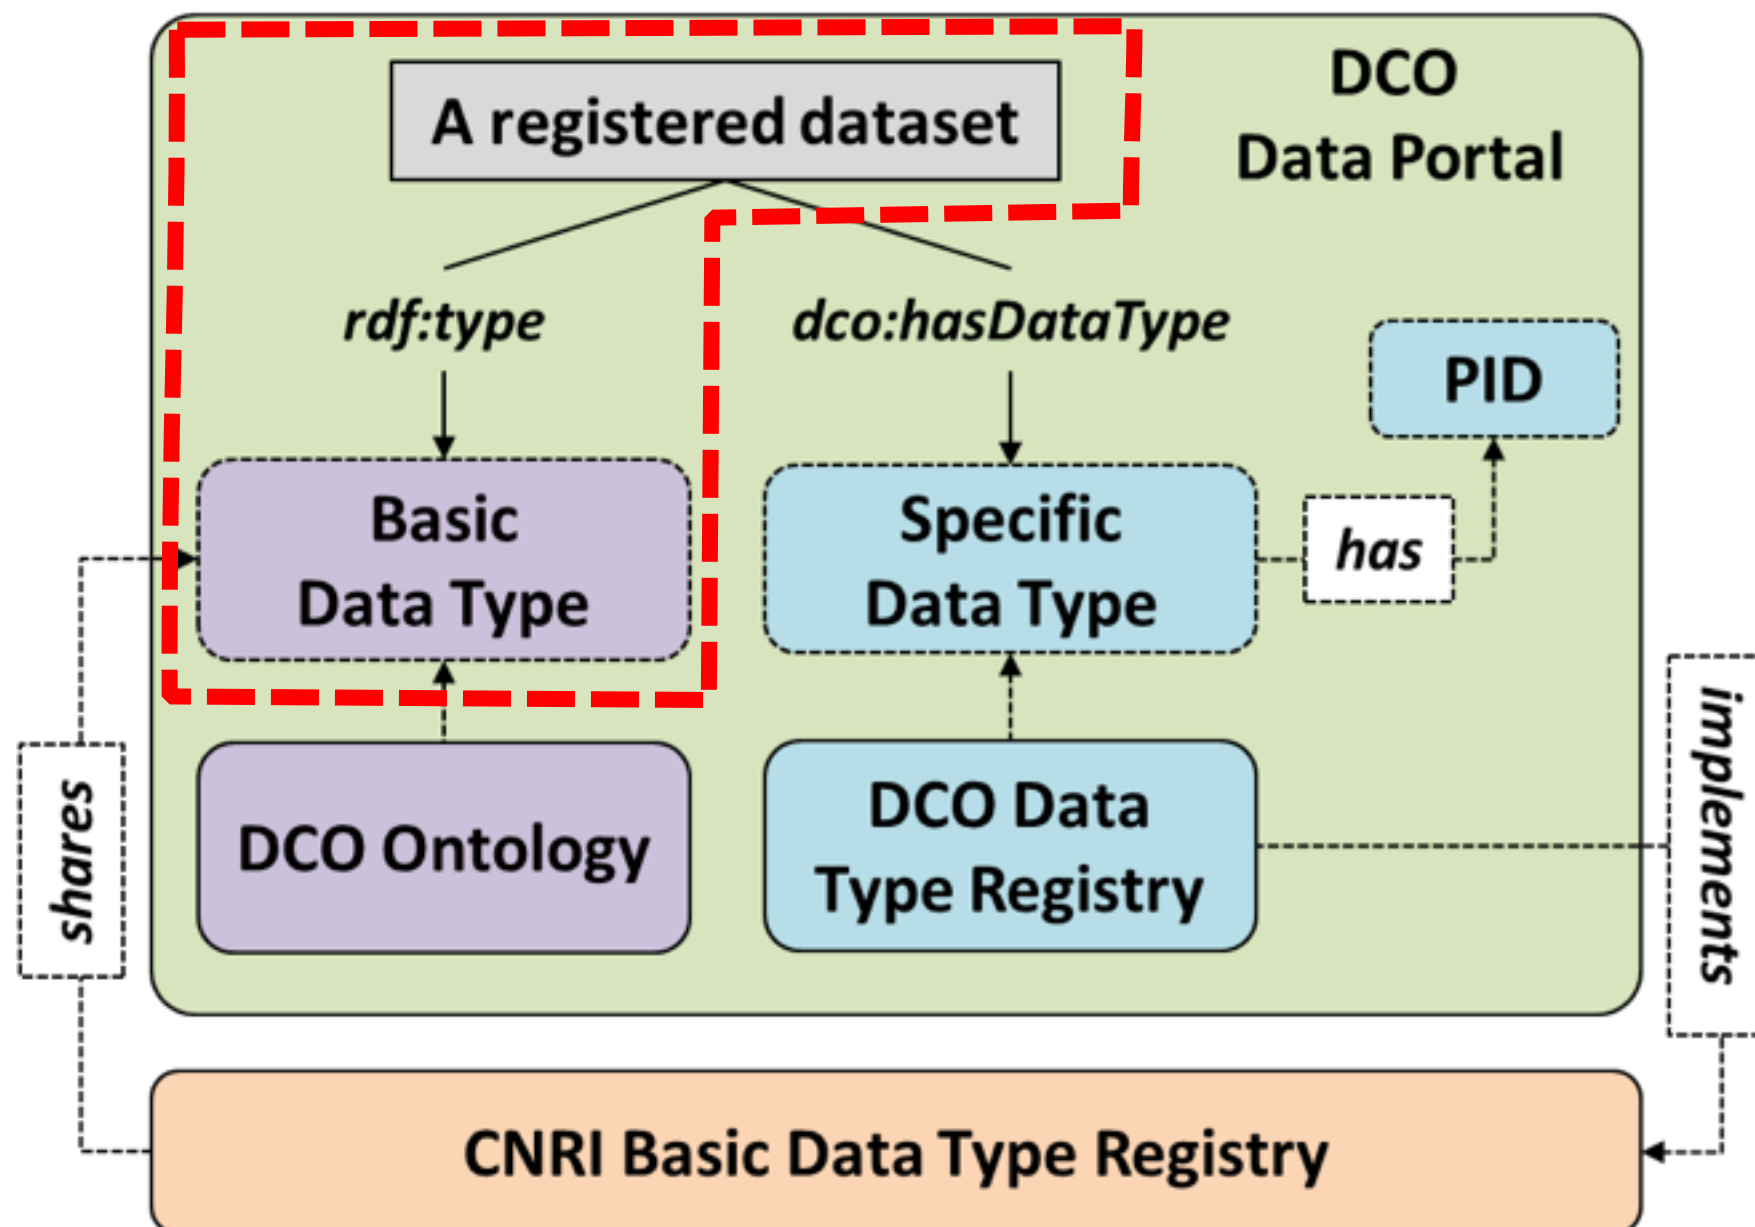 DCO
Data Portal
A registered dataset
rdf:type
dco:hasDataType
PID
Basic
Data Type
Specific
Data Type
has
shares
implements
DCO Ontology
DCO Data
Type Registry
CNRI Basic Data Type Registry